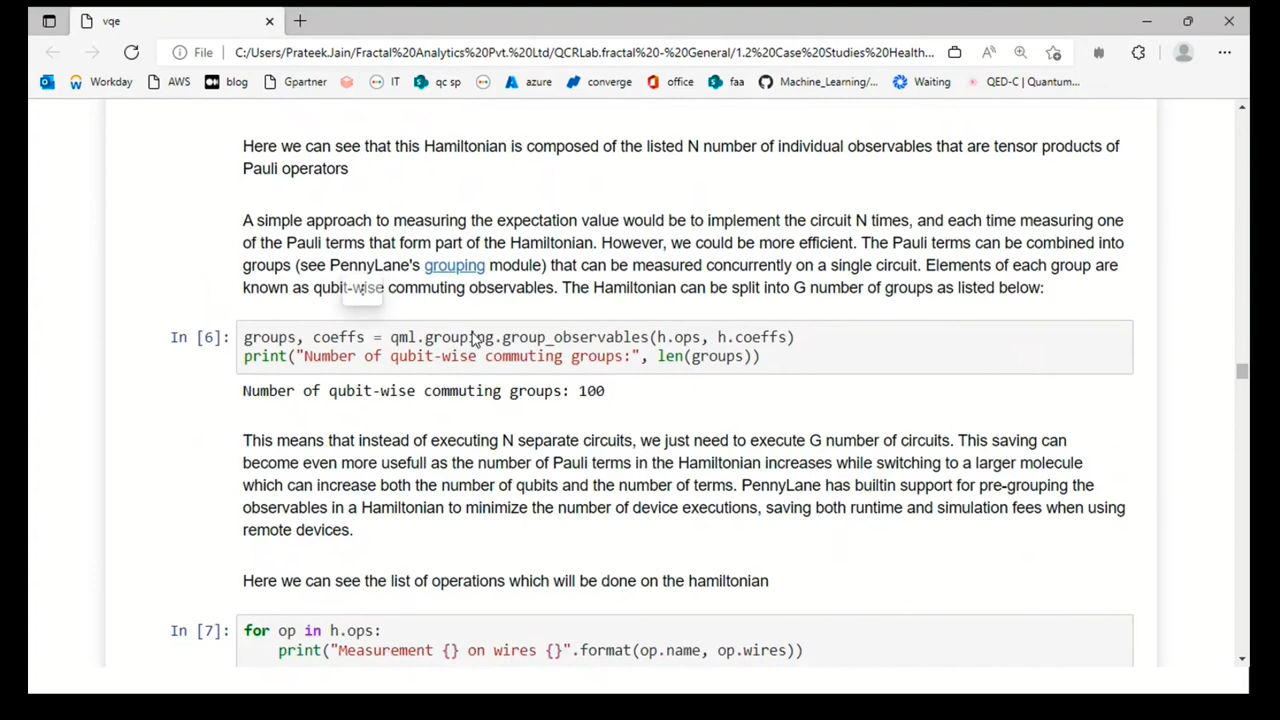 vqe
File C:/Users/Prateek.Jain/Fractal%20Analytics%20Pvt.%20Ltd/QCRLab.fractal%20-%20General/1.2%20Case%20Studies%20Health...
Workday AWS blog Gpartner IT qc sp azure converge office faa Machine_Learning/... Waiting QED-C | Quantum...
Here we can see that this Hamiltonian is composed of the listed N number of individual observables that are tensor products of
Pauli operators
A simple approach to measuring the expectation value would be to implement the circuit N times, and each time measuring one
of the Pauli terms that form part of the Hamiltonian. However, we could be more efficient. The Pauli terms can be combined into
groups (see PennyLane's grouping module) that can be measured concurrently on a single circuit. Elements of each group are
known as qubit-wise commuting observables. The Hamiltonian can be split into G number of groups as listed below:
In [6]: groups, coeffs = qml.grouping.group_observables(h.ops, h.coeffs)
print("Number of qubit-wise commuting groups:", len(groups))
Number of qubit-wise commuting groups: 100
This means that instead of executing N separate circuits, we just need to execute G number of circuits. This saving can
become even more usefull as the number of Pauli terms in the Hamiltonian increases while switching to a larger molecule
which can increase both the number of qubits and the number of terms. PennyLane has builtin support for pre-grouping the
observables in a Hamiltonian to minimize the number of device executions, saving both runtime and simulation fees when using
remote devices.
Here we can see the list of operations which will be done on the hamiltonian
In [7]: for op in h.ops:
print("Measurement {} on wires {}".format(op.name, op.wires))